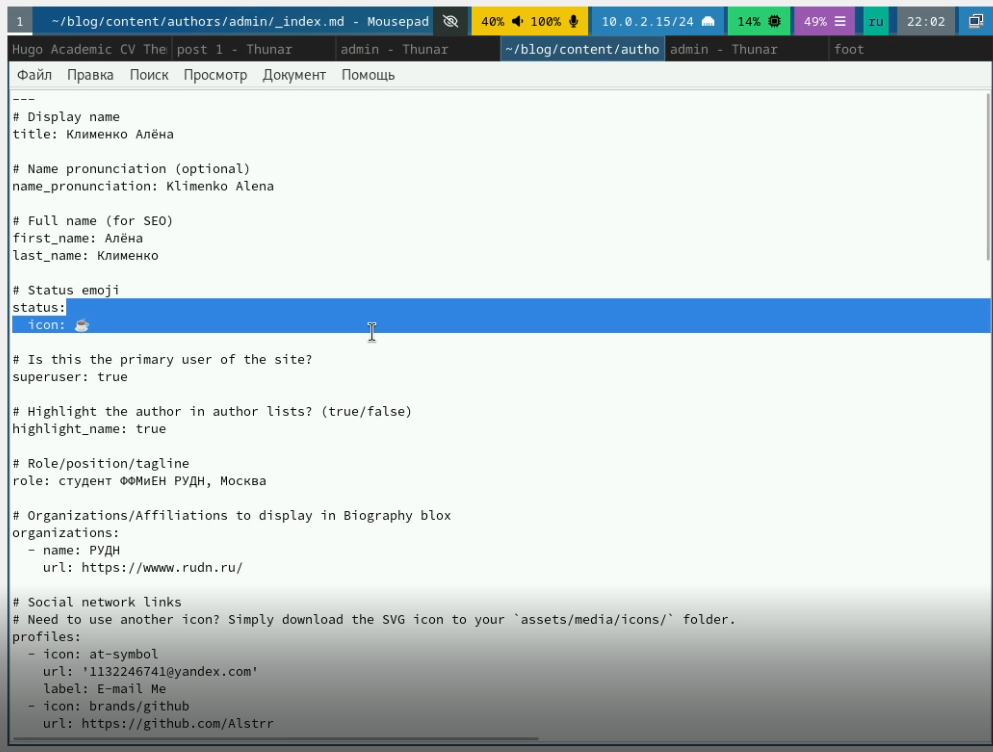 1 ~/blog/content/authors/admin/_index.md - Mousepad 40% 100% 10.0.2.15/24 14% 49% ru 22:02
Hugo Academic CV The post 1 - Thunar admin - Thunar ~/blog/content/autho admin - Thunar foot
Файл Правка Поиск Просмотр Документ Помощь
---
# Display name
title: Клименко Алёна
# Name pronunciation (optional)
name_pronunciation: Klimenko Alena
# Full name (for SEO)
first_name: Алёна
last_name: Клименко
# Status emoji
status:
icon: ☕
# Is this the primary user of the site?
superuser: true
# Highlight the author in author lists? (true/false)
highlight_name: true
# Role/position/tagline
role: студент ФФМиЕН РУДН, Москва
# Organizations/Affiliations to display in Biography blox
organizations:
- name: РУДН
url: https://wwww.rudn.ru/
# Social network links
# Need to use another icon? Simply download the SVG icon to your `assets/media/icons/` folder.
profiles:
- icon: at-symbol
url: '1132246741@yandex.com'
label: E-mail Me
- icon: brands/github
url: https://github.com/Alstrr